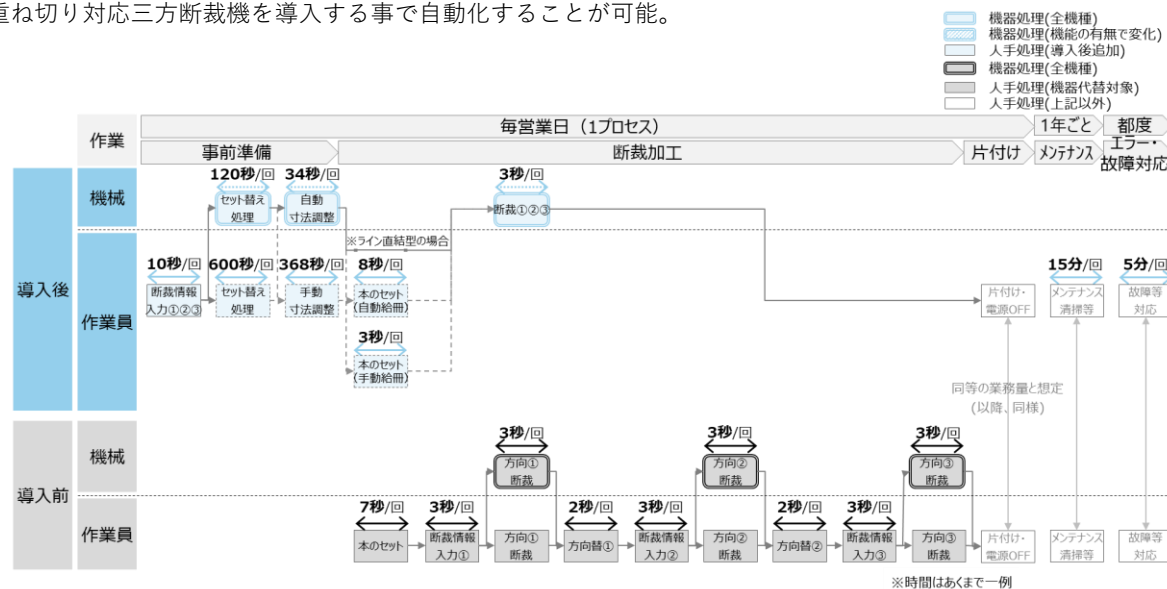 重ね切り対応三方断裁機を導入する事で自動化することが可能。
機器処理(全機種)
機器処理(機能の有無で変化)
人手処理(導入後追加)
機器処理(全機種)
人手処理(機器代替対象)
人手処理(上記以外)
作業
毎営業日（1プロセス）
1年ごと
都度
事前準備
断裁加工
片付け
メンテナンス
エラー・
故障対応
導入後
機械
120秒/回
34秒/回
3秒/回
セット替え
処理
自動
寸法調整
断裁①②③
※ライン直結型の場合
作業員
10秒/回
600秒/回
368秒/回
8秒/回
15分/回
5分/回
断裁情報
入力①②③
セット替え
処理
手動
寸法調整
本のセット
(自動給冊)
片付け・
電源OFF
メンテナンス
清掃等
故障等
対応
3秒/回
本のセット
(手動給冊)
同等の業務量と想定
(以降、同様)
導入前
機械
3秒/回
3秒/回
3秒/回
方向①
断裁
方向②
断裁
方向③
断裁
作業員
7秒/回
3秒/回
2秒/回
3秒/回
2秒/回
3秒/回
本のセット
断裁情報
入力①
方向①
断裁
方向替①
断裁情報
入力②
方向②
断裁
方向替②
断裁情報
入力③
方向③
断裁
片付け・
電源OFF
メンテナンス
清掃等
故障等
対応
※時間はあくまで一例